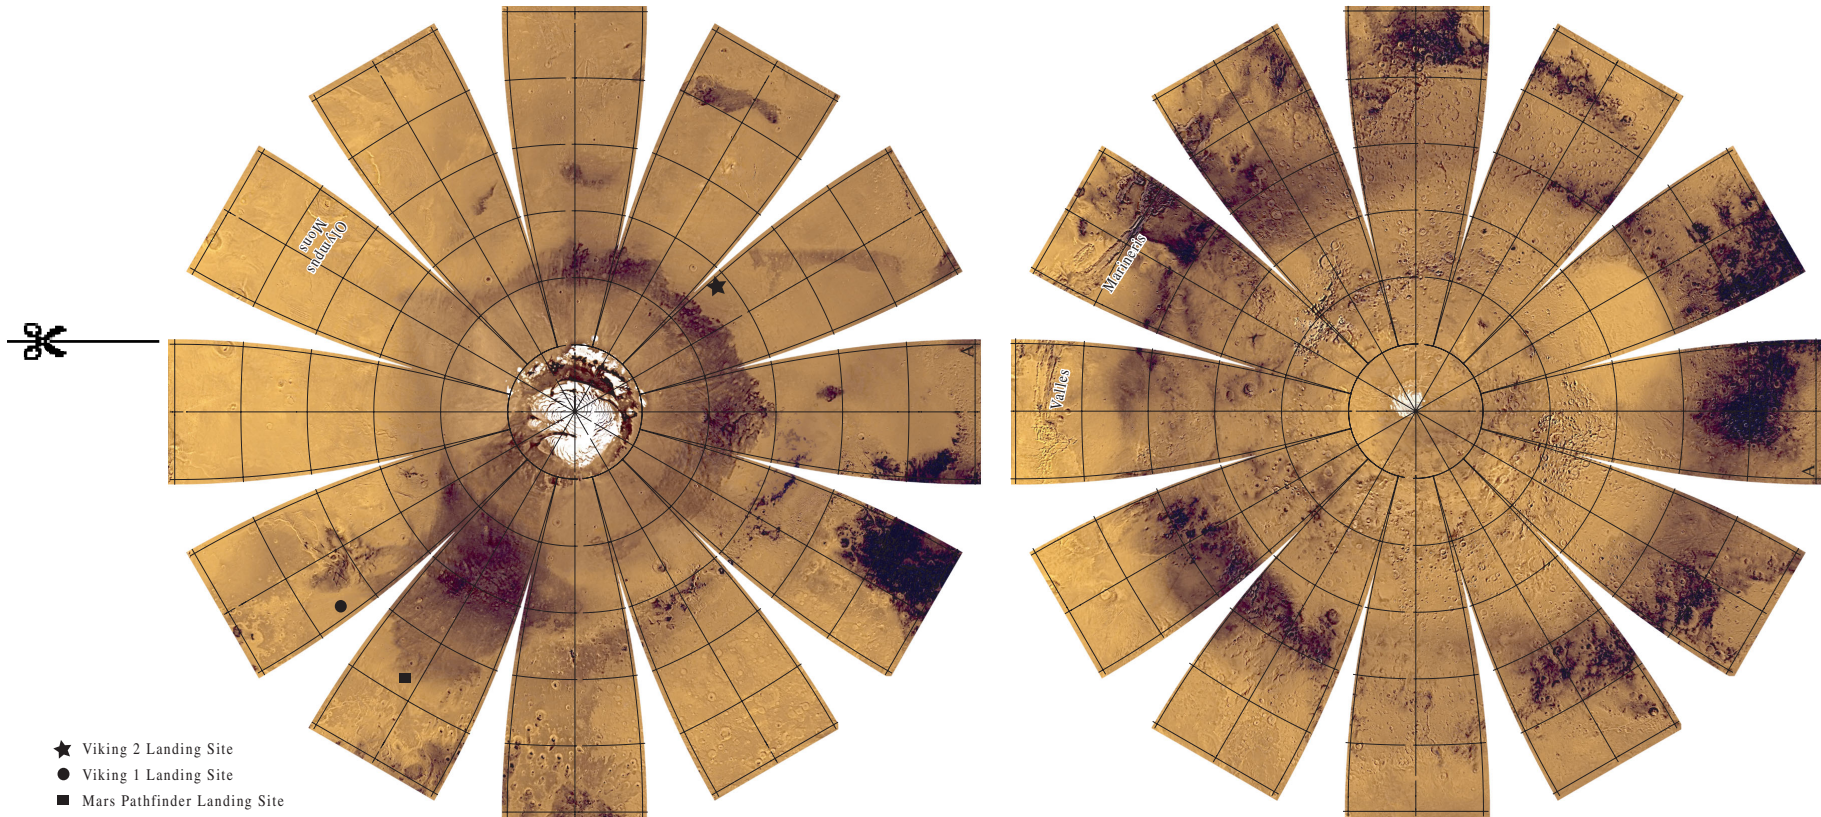 Olympus
Mons
Marineris
Valles
A
A
Viking 2 Landing Site
Viking 1 Landing Site
Mars Pathfinder Landing Site